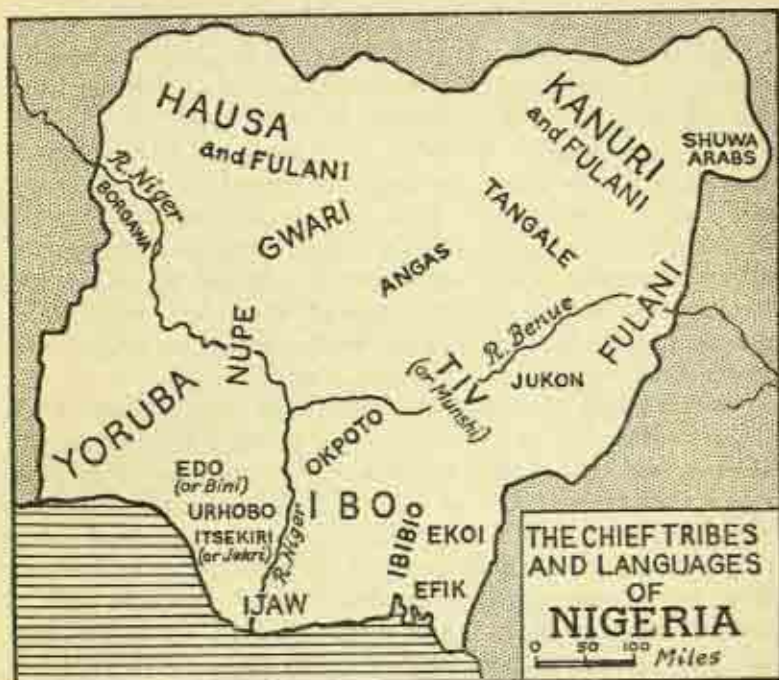 HAUSA
and FULANI
KANURI
and FULANI
SHUWA
ARABS
R. Niger
BORGAWA
GWARI
TANGALE
ANGAS
NUPE
FULANI
R. Benue
TIV
(or Munshi)
JUKON
YORUBA
OKPOTO
EDO
(or Bini)
URHOBO
ITSEKIRI
(or Jekri)
IBO
R. Niger
IBIBIO
EKOI
EFIK
IJAW
THE CHIEF TRIBES
AND LANGUAGES
OF
NIGERIA
0 50 100
Miles